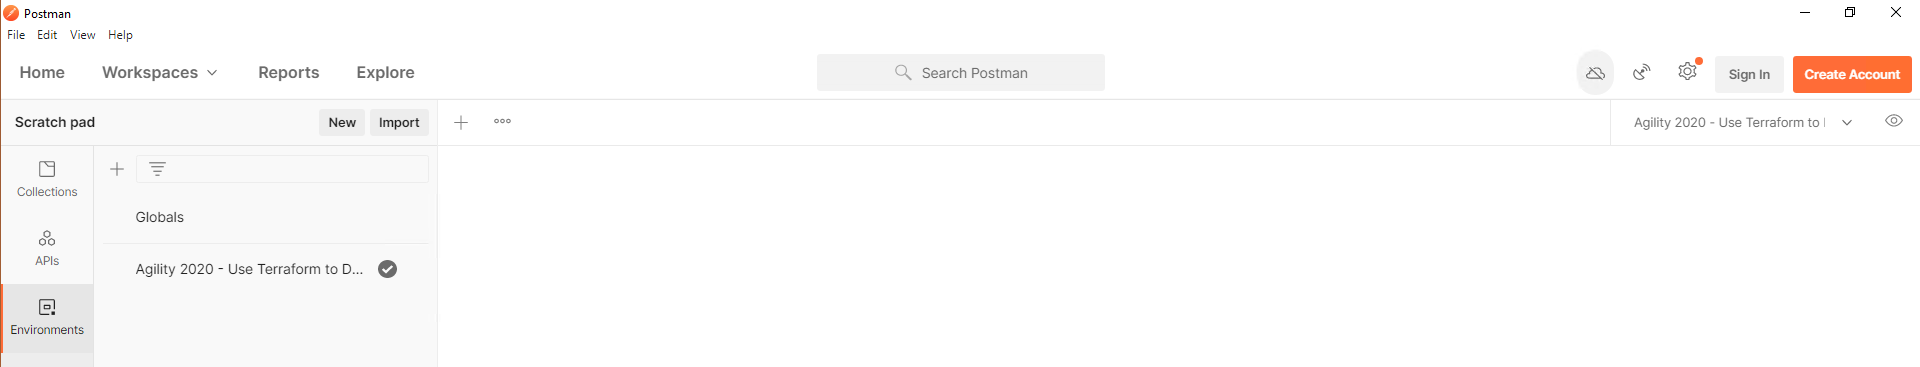 Postman
File Edit View Help
Home Workspaces Reports Explore Search Postman Sign In Create Account
Scratch pad New Import Agility 2020 - Use Terraform to
Collections
Globals
APIs
Agility 2020 - Use Terraform to D...
Environments